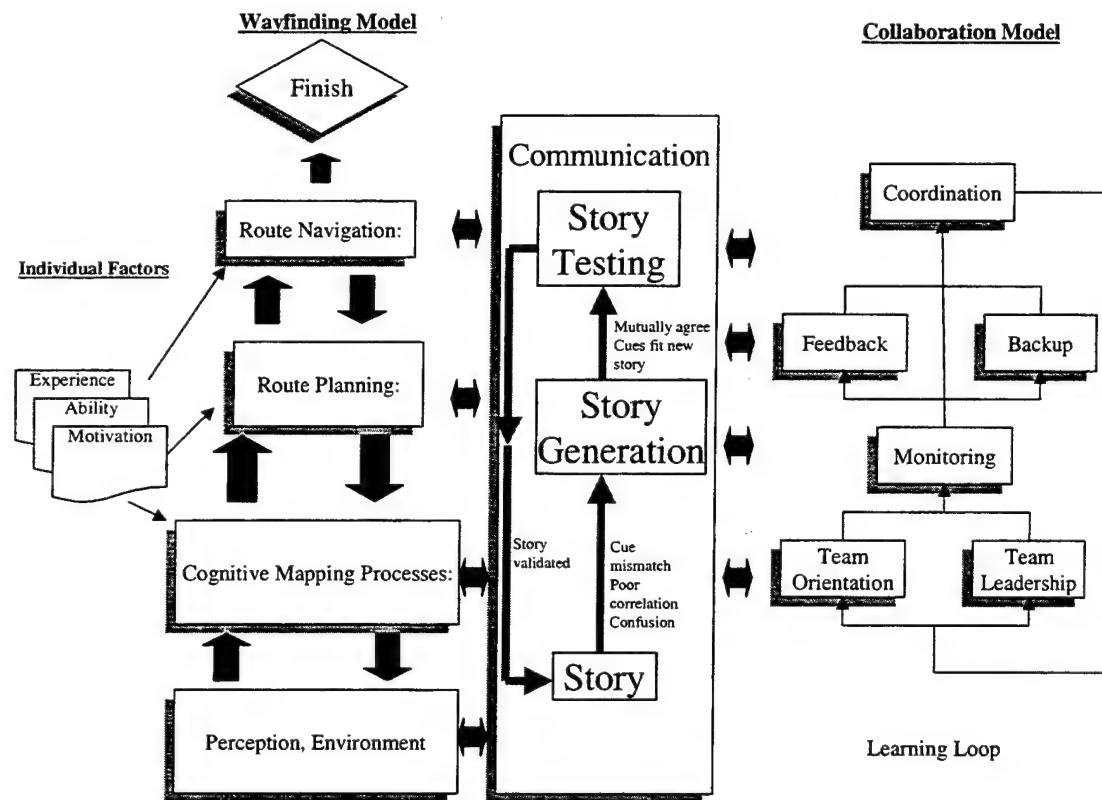 Wayfinding Model
Finish
Route Navigation:
Individual Factors
Experience
Ability
Motivation
Route Planning:
Cognitive Mapping Processes:
Perception, Environment
Communication
Story
Testing
Mutually agree
Cues fit new
story
Story
Generation
Story
validated
Cue
mismatch
Poor
correlation
Confusion
Story
Collaboration Model
Coordination
Feedback
Backup
Monitoring
Team
Orientation
Team
Leadership
Learning Loop